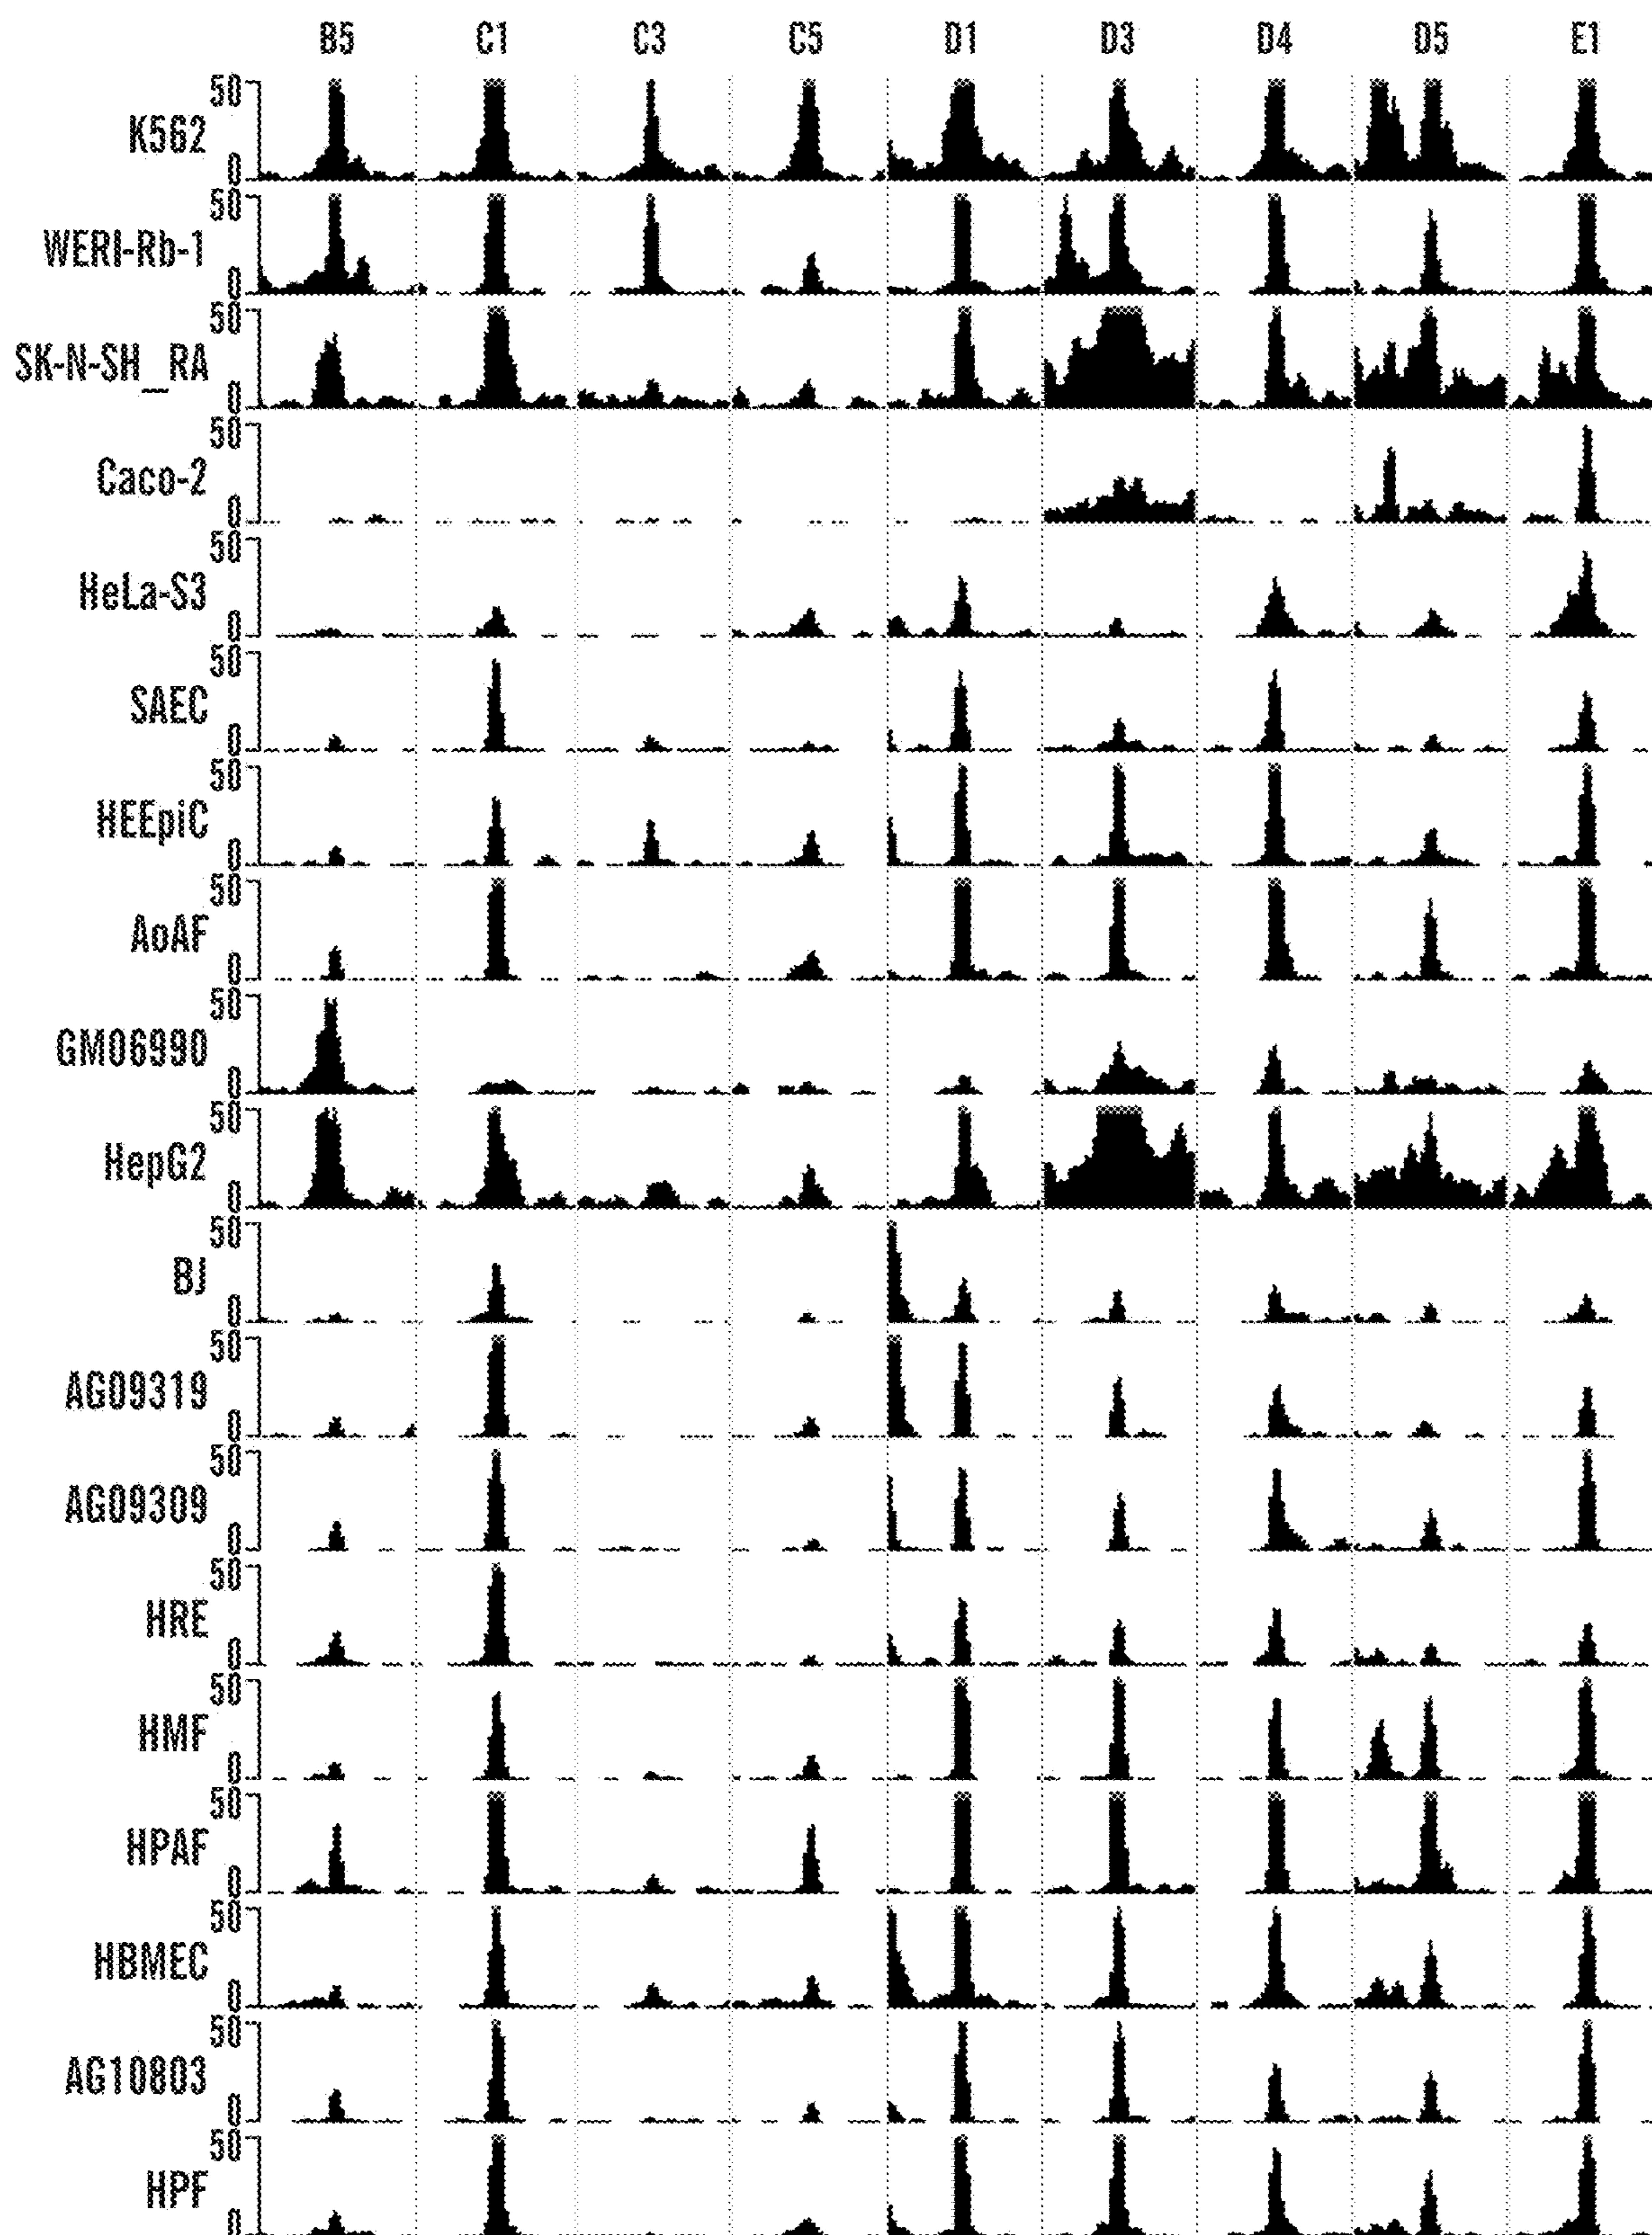 B5 C1 C3 C5 D1 D3 D4 D5 E1
50
K562
0
50
WERI-Rb-1
0
50
SK-N-SH_RA
0
50
Caco-2
0
50
HeLa-S3
0
50
SAEC
0
50
HEEpiC
0
50
AoAF
0
50
GM06990
0
50
HepG2
0
50
BJ
0
50
AG09319
0
50
AG09309
0
50
HRE
0
50
HMF
0
50
HPAF
0
50
HBMEC
0
50
AG10803
0
50
HPF
0